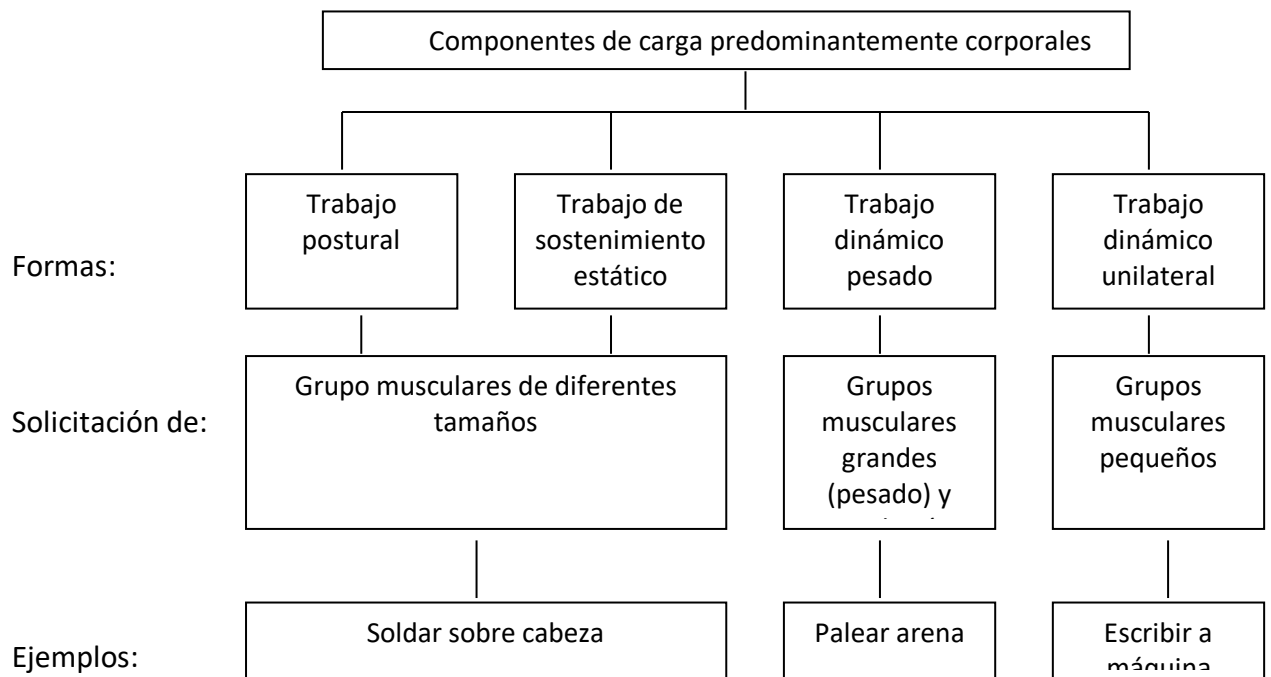 Componentes de carga predominantemente corporales
Formas:
Trabajo
postural
Trabajo de
sostenimiento
estático
Trabajo
dinámico
pesado
Trabajo
dinámico
unilateral
Solicitación de:
Grupo musculares de diferentes
tamaños
Grupos
musculares
grandes
(pesado) y
Grupos
musculares
pequeños
Ejemplos:
Soldar sobre cabeza
Palear arena
Escribir a
máquina